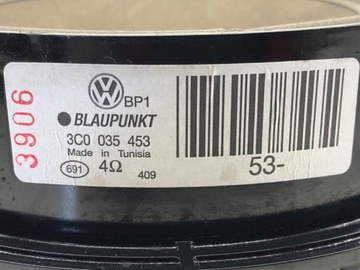 3906
BP1
BLAUPUNKT
3C0 035 453
Made in Tunisia
691 4Ω 409
53-